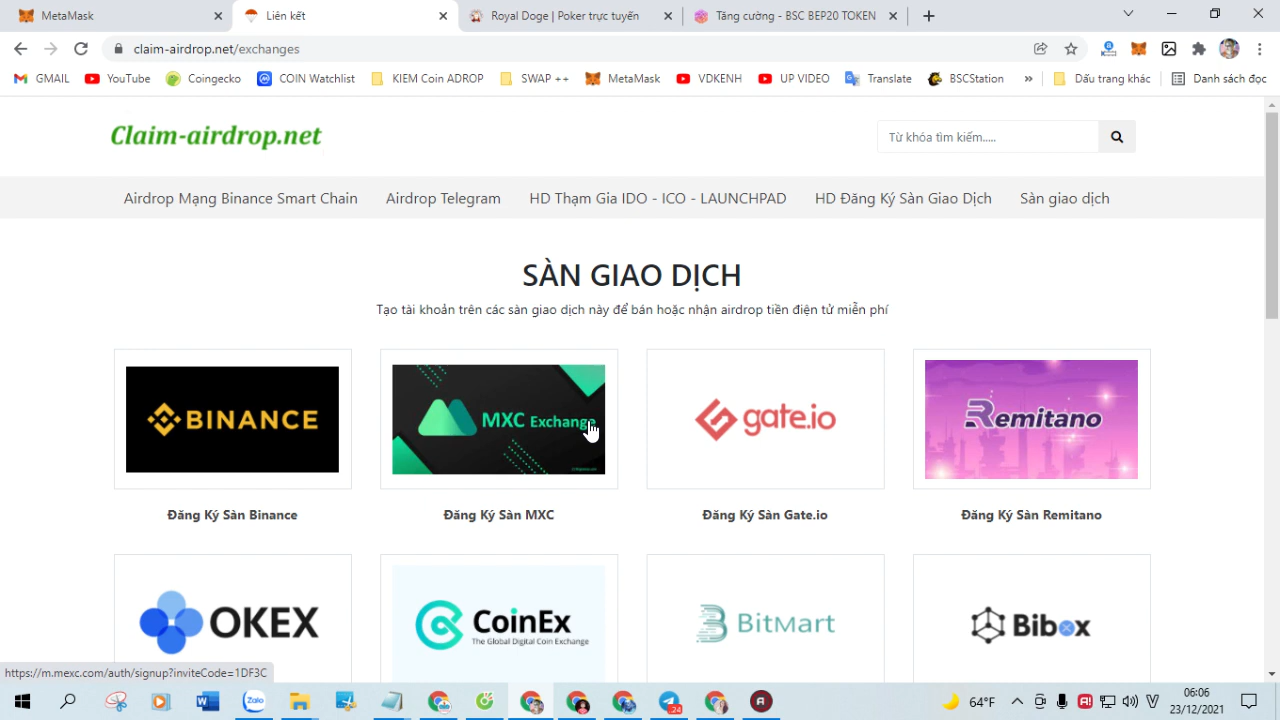 MetaMask
Liên kết
Royal Doge | Poker trực tuyến
Tăng cường - BSC BEP20 TOKEN
claim-airdrop.net/exchanges
GMAIL
YouTube
Coingecko
COIN Watchlist
KIEM Coin ADROP
SWAP ++
MetaMask
VDKENH
UP VIDEO
Translate
BSCStation
»
Dấu trang khác
Danh sách đọc
Claim-airdrop.net
Từ khóa tìm kiếm.....
Airdrop Mạng Binance Smart Chain
Airdrop Telegram
HD Thạm Gia IDO - ICO - LAUNCHPAD
HD Đăng Ký Sàn Giao Dịch
Sàn giao dịch
SÀN GIAO DỊCH
Tạo tài khoản trên các sàn giao dịch này để bán hoặc nhận airdrop tiền điện tử miễn phí
BINANCE
MXC Exchange
gate.io
Remitano
Đăng Ký Sàn Binance
Đăng Ký Sàn MXC
Đăng Ký Sàn Gate.io
Đăng Ký Sàn Remitano
OKEX
CoinEx
The Global Digital Coin Exchange
BitMart
Bibox
https://m.mexc.com/auth/signup?inviteCode=1DF3C
Zalo
24
64°F
06:06
23/12/2021